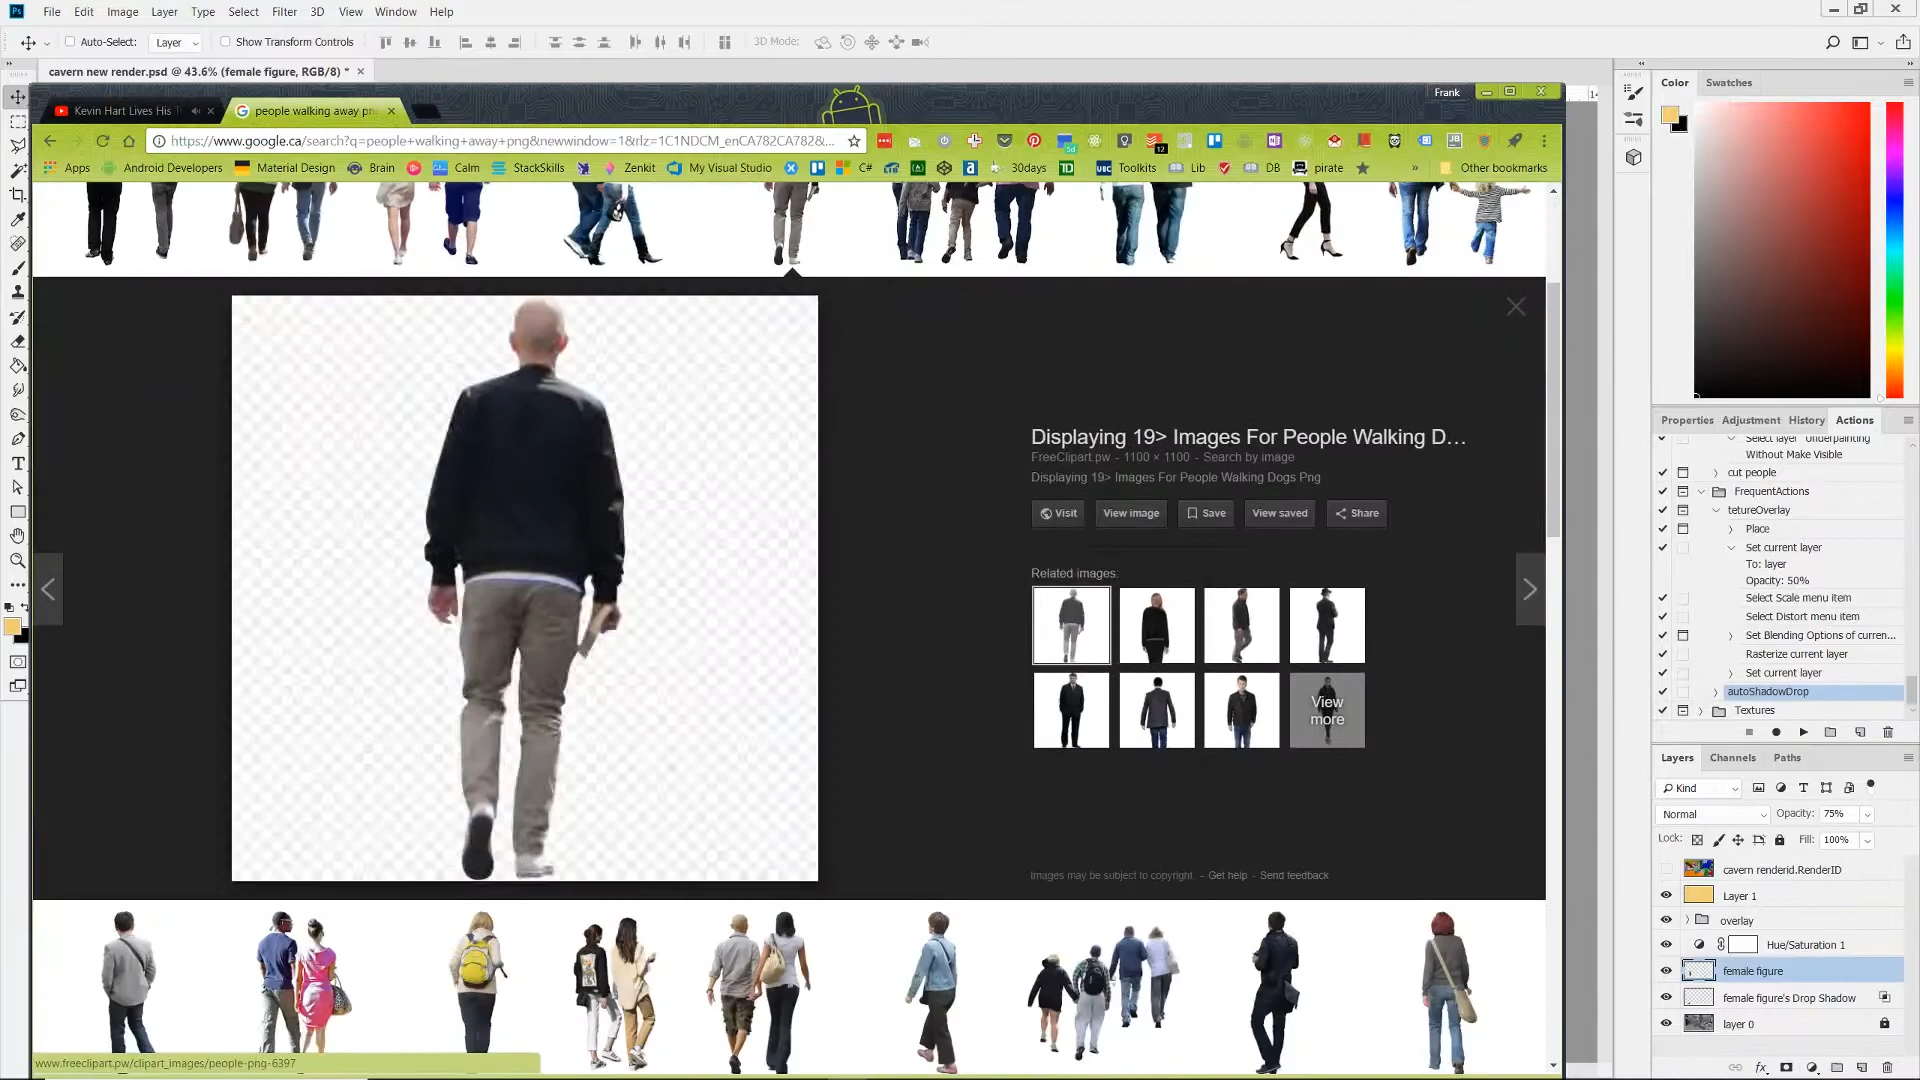 Ps File Edit Image Layer Type Select Filter 3D View Window Help
Auto-Select: Layer Show Transform Controls 3D Mode:
cavern new render.psd @ 43.6% (female figure, RGB/8) *
Kevin Hart Lives His
people walking away png
Frank
https://www.google.ca/search?q=people+walking+away+png&newwindow=1&rlz=1C1NDCM_enCA782CA782&...
5d
12
Apps Android Developers Material Design Brain Calm StackSkills Zenkit My Visual Studio C# 30days Toolkits Lib DB pirate » Other bookmarks
Displaying 19> Images For People Walking D...
FreeClipart.pw - 1100 × 1100 - Search by image
Displaying 19> Images For People Walking Dogs Png
Visit View image Save View saved Share
Related images:
View
more
Images may be subject to copyright. - Get help - Send feedback
www.freeclipart.pw/clipart_images/people-png-6397
Color Swatches
Properties Adjustment History Actions
Select layer "Underpainting"
Without Make Visible
cut people
FrequentActions
tetureOverlay
Place
Set current layer
To: layer
Opacity: 50%
Select Scale menu item
Select Distort menu item
Set Blending Options of curren...
Rasterize current layer
Set current layer
autoShadowDrop
Textures
Layers Channels Paths
Kind
Normal Opacity: 75%
Lock: Fill: 100%
cavern renderid.RenderID
Layer 1
overlay
Hue/Saturation 1
female figure
female figure's Drop Shadow
layer 0
fx